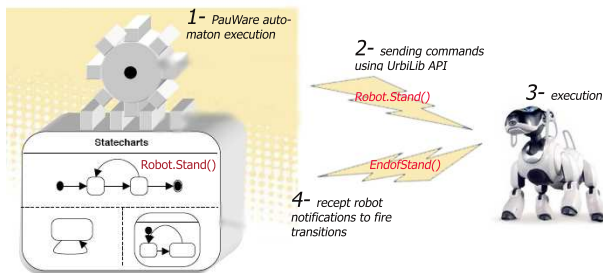 1- PauWare auto-
maton execution
2- sending commands
using UrbiLib API
Robot.Stand()
3- execution
Statecharts
Robot.Stand()
EndofStand()
4- recept robot
notifications to fire
transitions